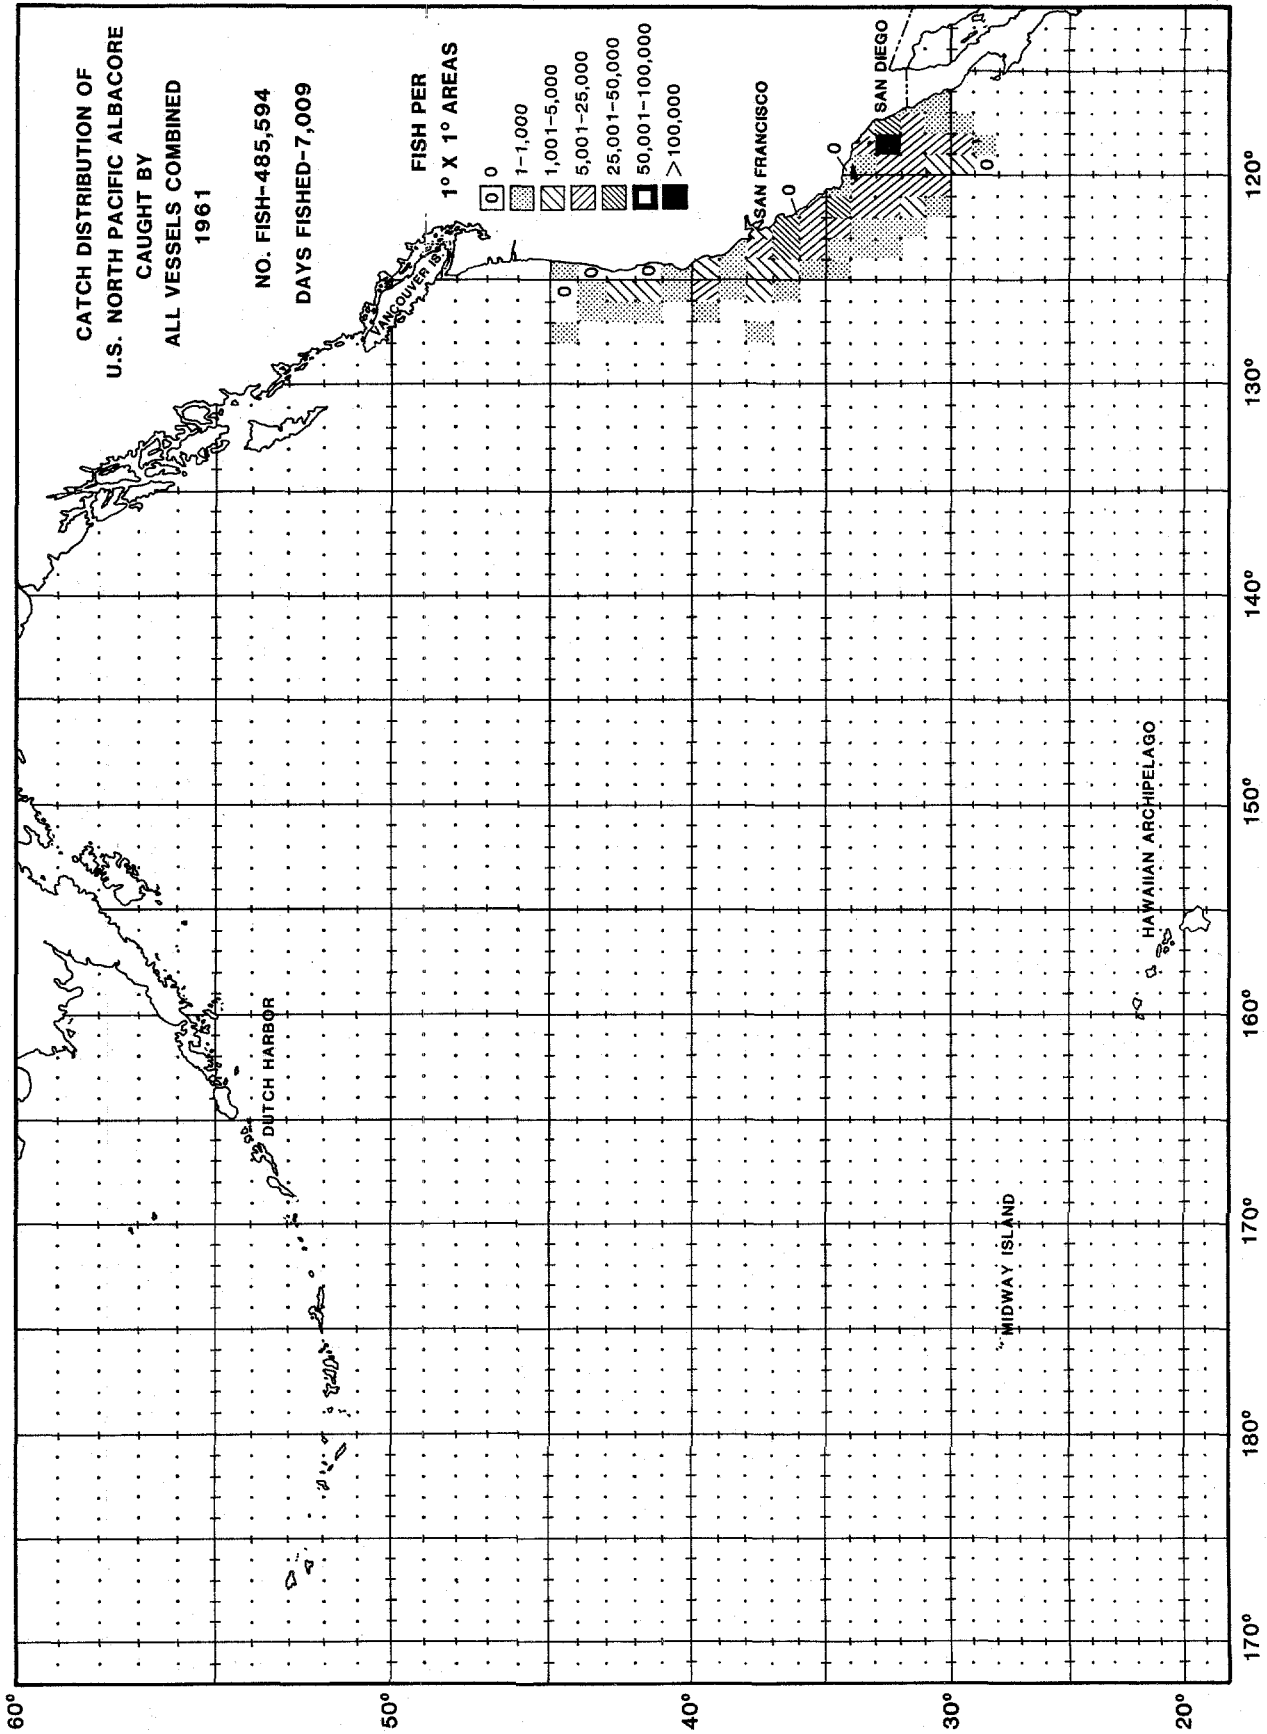 CATCH DISTRIBUTION OF
U.S. NORTH PACIFIC ALBACORE
CAUGHT BY
ALL VESSELS COMBINED
1961
NO. FISH-485,594
DAYS FISHED-7,009
FISH PER
1° X 1° AREAS
0 0
1-1,000
1,001-5,000
5,001-25,000
25,001-50,000
50,001-100,000
>100,000
VANCOUVER IS
SAN FRANCISCO
SAN DIEGO
DUTCH HARBOR
HAWAIIAN ARCHIPELAGO
MIDWAY ISLAND
0
0
0
0
0
0
60°
50°
40°
30°
20°
170°
180°
170°
160°
150°
140°
130°
120°